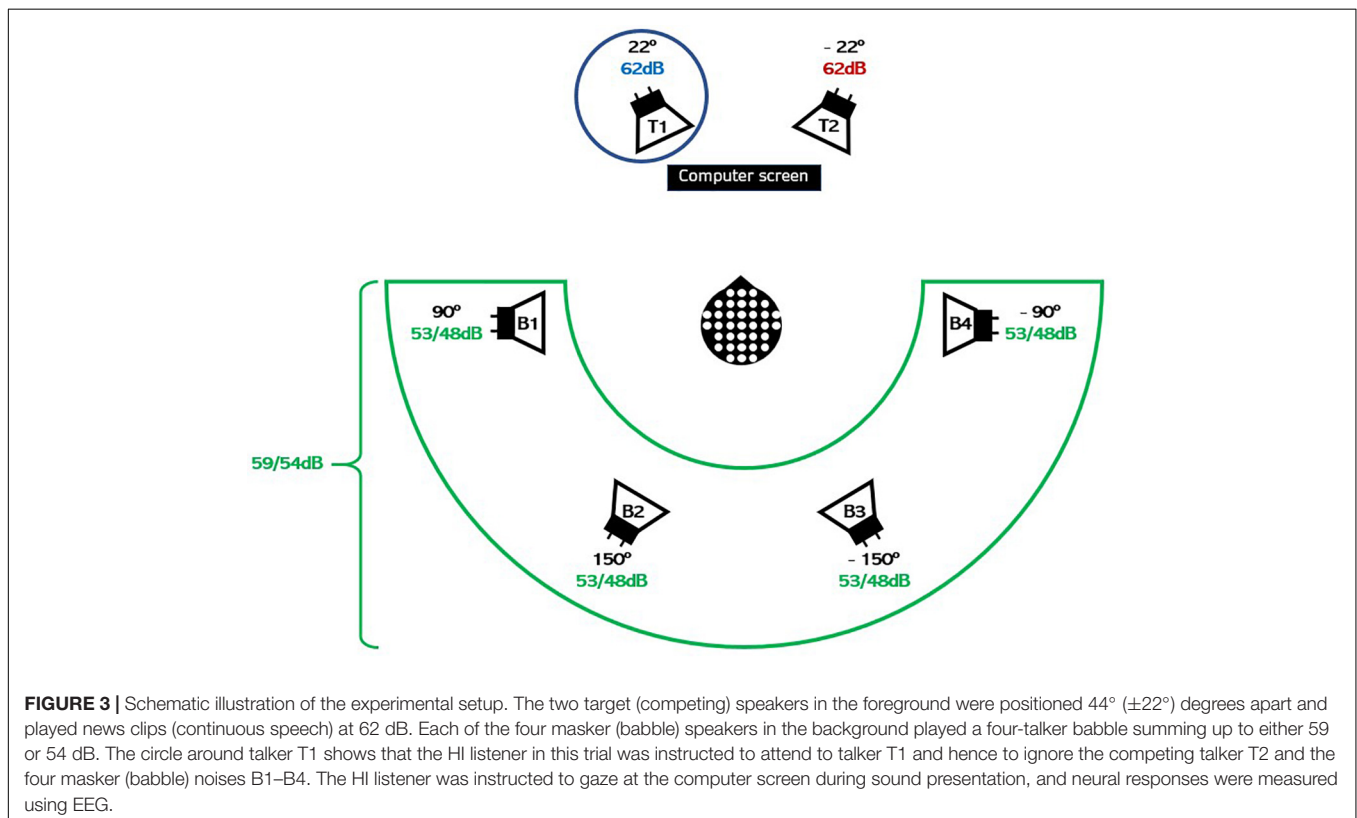 22º
62dB
- 22º
62dB
T1
T2
Computer screen
90º
53/48dB
B1
B4
- 90º
53/48dB
59/54dB
B2
B3
150º
53/48dB
- 150º
53/48dB
FIGURE 3 | Schematic illustration of the experimental setup. The two target (competing) speakers in the foreground were positioned 44° (±22°) degrees apart and
played news clips (continuous speech) at 62 dB. Each of the four masker (babble) speakers in the background played a four-talker babble summing up to either 59
or 54 dB. The circle around talker T1 shows that the HI listener in this trial was instructed to attend to talker T1 and hence to ignore the competing talker T2 and the
four masker (babble) noises B1–B4. The HI listener was instructed to gaze at the computer screen during sound presentation, and neural responses were measured
using EEG.